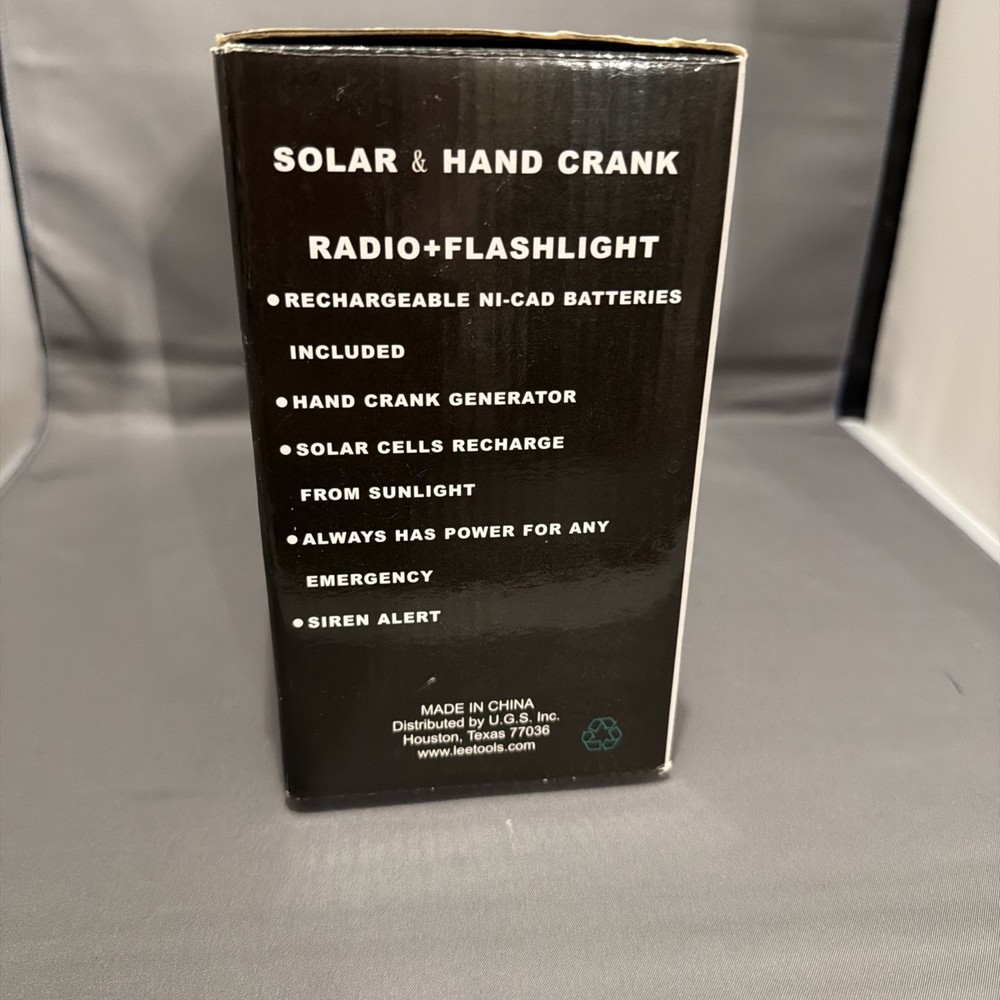 SOLAR & HAND CRANK
RADIO+FLASHLIGHT
●RECHARGEABLE NI-CAD BATTERIES
INCLUDED
●HAND CRANK GENERATOR
●SOLAR CELLS RECHARGE
FROM SUNLIGHT
●ALWAYS HAS POWER FOR ANY
EMERGENCY
●SIREN ALERT
MADE IN CHINA
Distributed by U.G.S. Inc.
Houston, Texas 77036
www.leetools.com